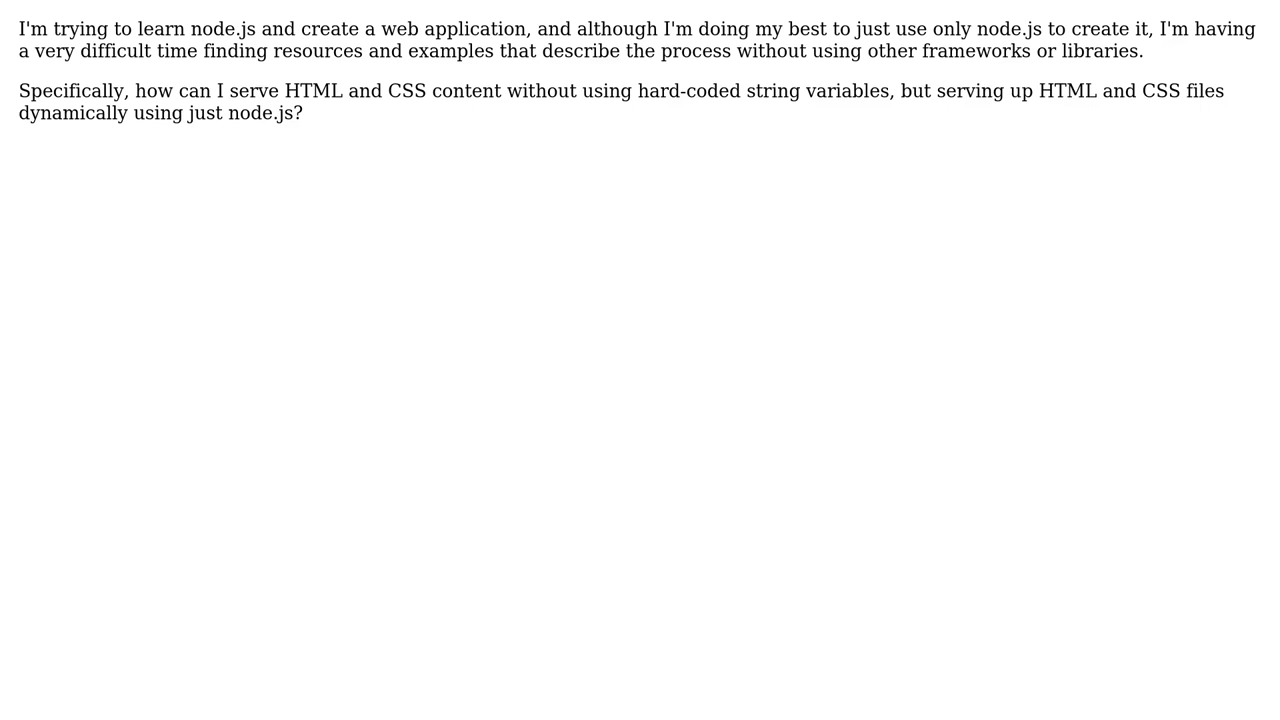 I'm trying to learn node.js and create a web application, and although I'm doing my best to just use only node.js to create it, I'm having
a very difficult time finding resources and examples that describe the process without using other frameworks or libraries.
Specifically, how can I serve HTML and CSS content without using hard-coded string variables, but serving up HTML and CSS files
dynamically using just node.js?